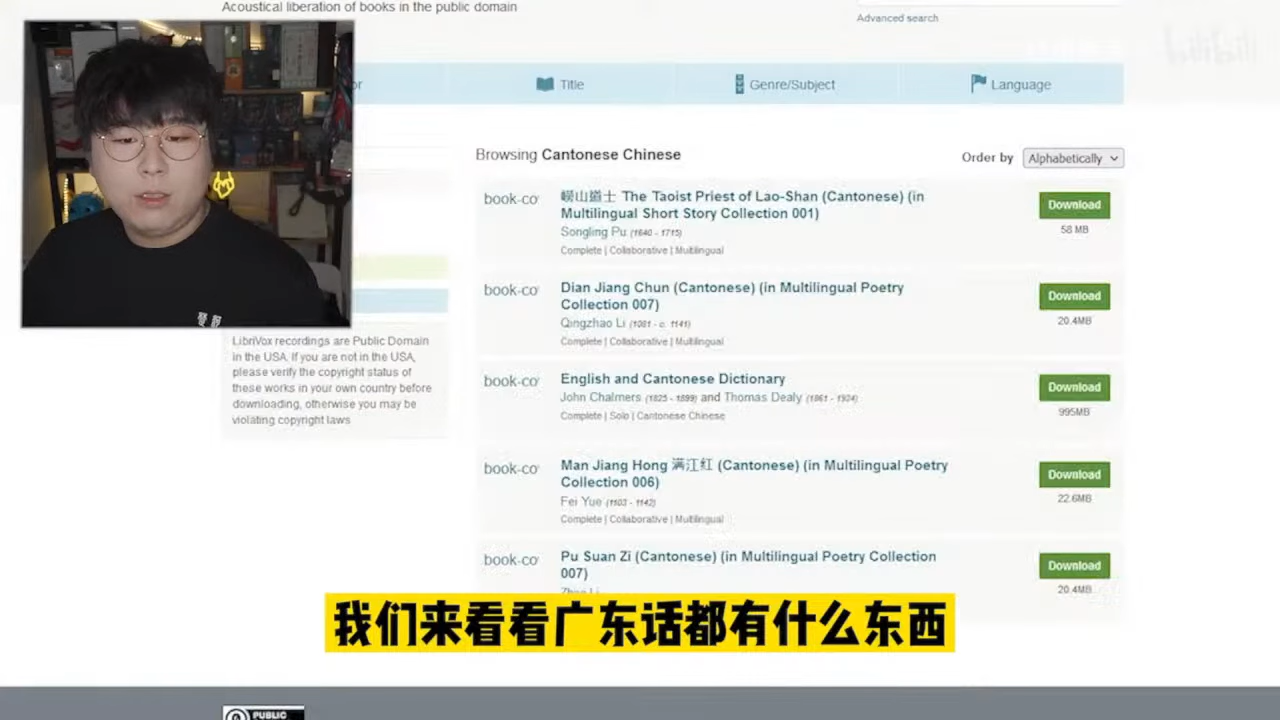 Acoustical liberation of books in the public domain
Advanced search
bilibili
Title
Genre/Subject
Language
Browsing Cantonese Chinese
Order by
Alphabetically
book-co
崂山道士 The Taoist Priest of Lao-Shan (Cantonese) (in
Multilingual Short Story Collection 001)
Songling Pu (1640 - 1715)
Complete | Collaborative | Multilingual
Download
58 MB
book-co
Dian Jiang Chun (Cantonese) (in Multilingual Poetry
Collection 007)
Qingzhao Li (1081 - c. 1141)
Complete | Collaborative | Multilingual
Download
20.4MB
LibriVox recordings are Public Domain
in the USA. If you are not in the USA,
please verify the copyright status of
these works in your own country before
downloading, otherwise you may be
violating copyright laws
book-co
English and Cantonese Dictionary
John Chalmers (1825 - 1899) and Thomas Dealy (1861 - 1924)
Complete | Solo | Cantonese Chinese
Download
995MB
book-co
Man Jiang Hong 满江红 (Cantonese) (in Multilingual Poetry
Collection 006)
Fei Yue (1103 - 1142)
Complete | Collaborative | Multilingual
Download
22.6MB
book-co
Pu Suan Zi (Cantonese) (in Multilingual Poetry Collection
007)
Download
20.4MB
我们来看看广东话都有什么东西
PUBLIC